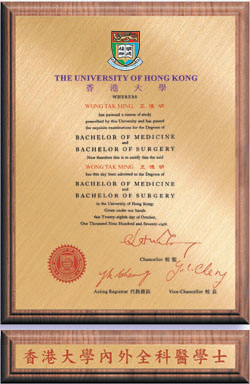 THE UNIVERSITY OF HONG KONG
香港大學
WHEREAS
WONG TAK MING 王德明
has pursued a course of study
prescribed by this University and has passed
the requisite examinations for the Degrees of
BACHELOR OF MEDICINE
and
BACHELOR OF SURGERY
Now therefore this is to certify that the said
WONG TAK MING 王德明
has this day been admitted to the Degrees of
BACHELOR OF MEDICINE
and
BACHELOR OF SURGERY
in the University of Hong Kong
Given under our hands
this Twenty-eighth day of October,
One Thousand Nine Hundred and Seventy-eight.
Chancellor 校監
Acting Registrar
Vice-Chancellor 校長
香港大學內外全科醫學士